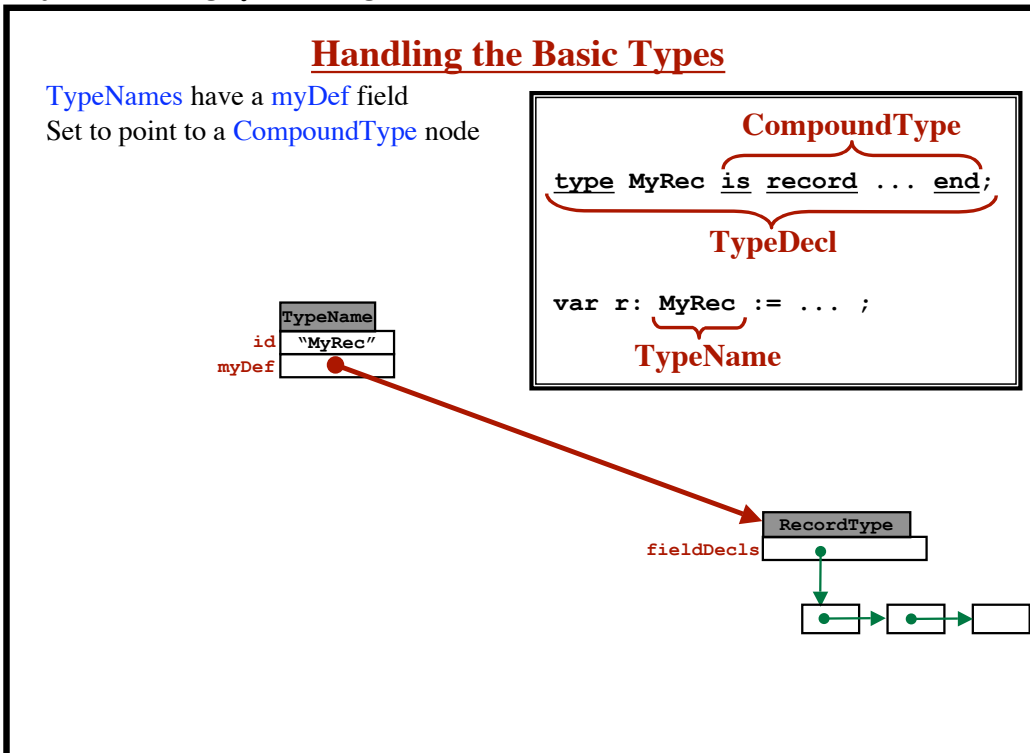 Handling the Basic Types
TypeNames have a myDef field
Set to point to a CompoundType node
CompoundType
type MyRec is record ... end;
TypeDecl
var r: MyRec := ... ;
TypeName
TypeName
id "MyRec"
myDef
RecordType
fieldDecls